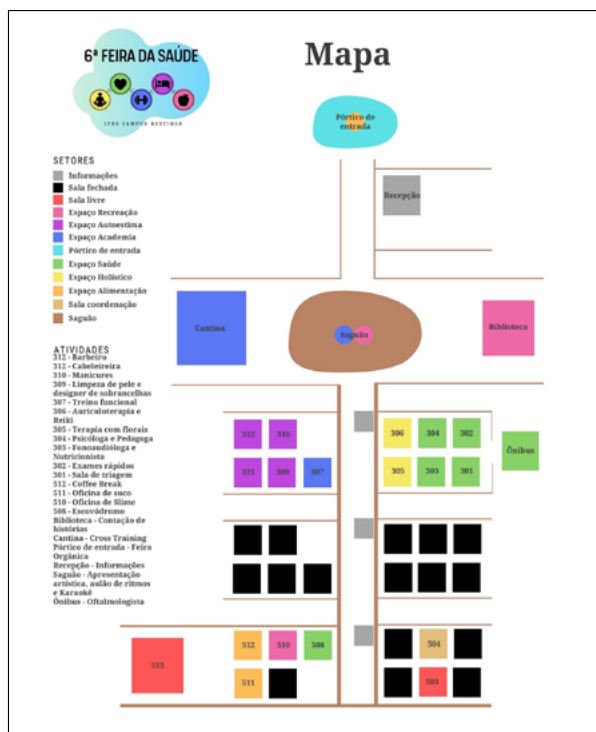 6ª FEIRA DA SAÚDE
IFRS CAMPUS RESTINGA
Mapa
Pórtico de
entrada
SETORES
Informações
Sala fechada
Sala livre
Espaço Recreação
Espaço Autoestima
Espaço Academia
Pórtico de entrada
Espaço Saúde
Espaço Holístico
Espaço Alimentação
Sala coordenação
Saguão
Recepção
Cantina
Saguão
Biblioteca
ATIVIDADES
312 - Barbeiro
312 - Cabeleireira
310 - Manicures
309 - Limpeza de pele e
designer de sobrancelhas
307 - Treino funcional
306 - Auriculoterapia e
Reiki
305 - Terapia com florais
304 - Psicóloga e Pedagoga
303 - Fonoaudióloga e
Nutricionista
302 - Exames rápidos
301 - Sala de triagem
512 - Coffee Break
511 - Oficina de suco
510 - Oficina de Slime
508 - Escovódromo
Biblioteca - Contação de
histórias
Cantina - Cross Training
Pórtico de entrada - Feira
Orgânica
Recepção - Informações
Saguão - Apresentação
artística, aulão de ritmos
e Karaokê
Ônibus - Oftalmologista
312 310
311 309 307
306 304 302
305 303 301
Ônibus
513
512 510 508
511
504
503